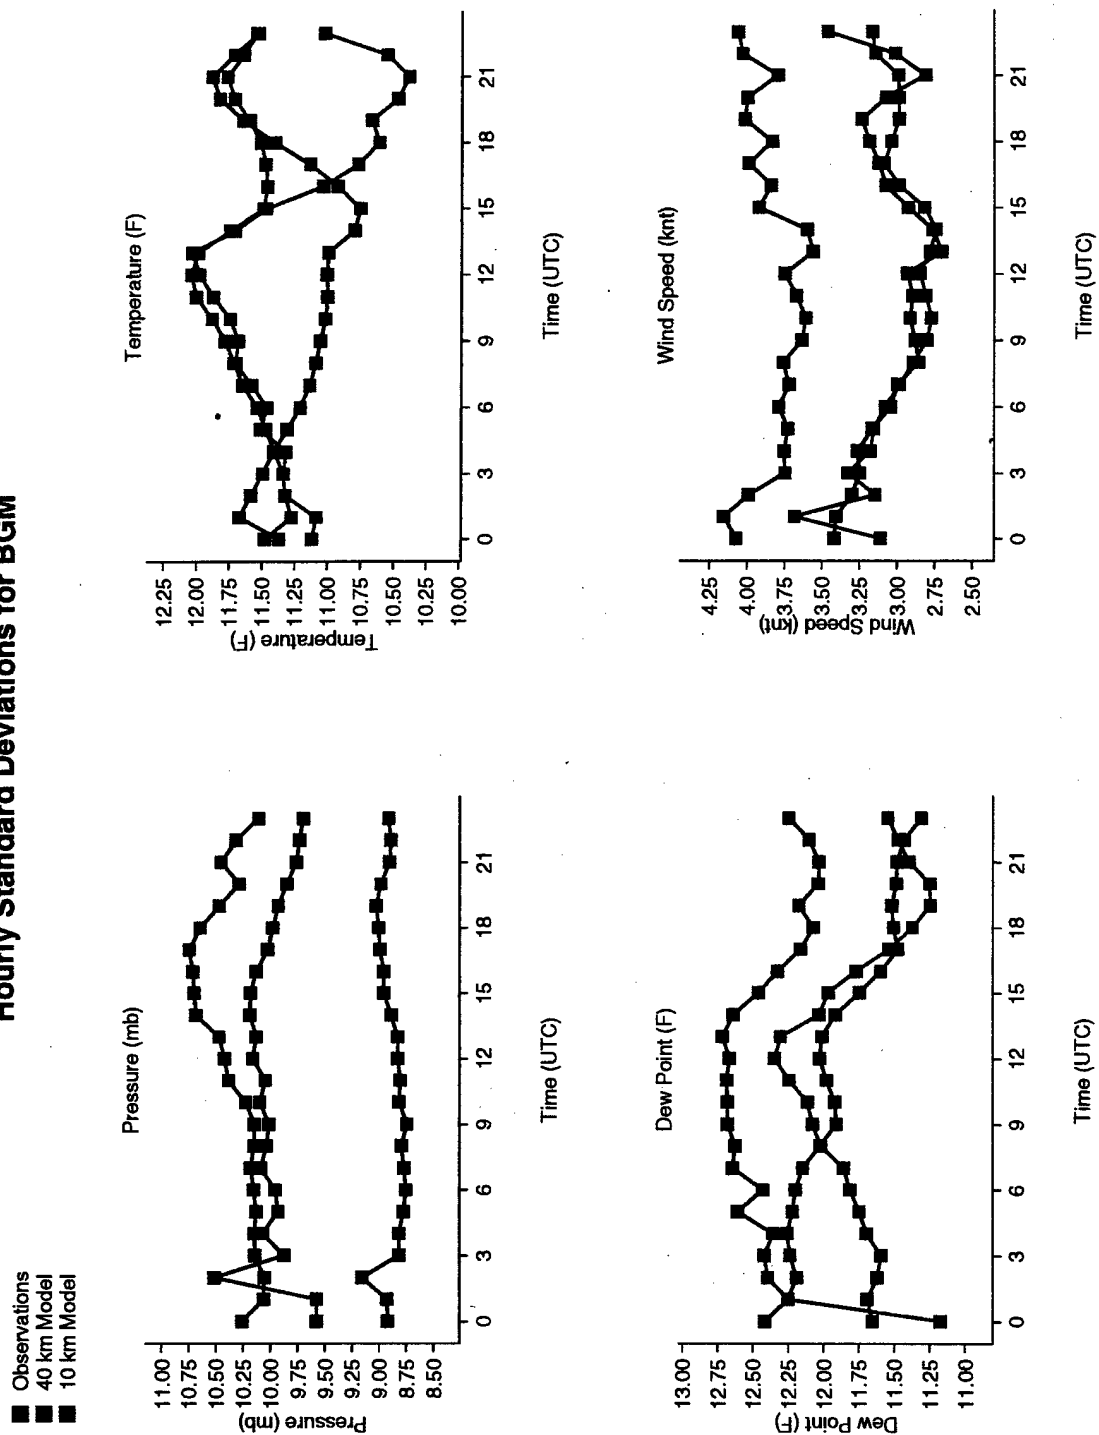 Hourly Standard Deviations for BGM
Observations
40 km Model
10 km Model
Pressure (mb)
11.00
10.75
10.50
10.25
10.00
9.75
9.50
9.25
9.00
8.75
8.50
Pressure (mb)
0 3 6 9 12 15 18 21
Time (UTC)
Temperature (F)
12.25
12.00
11.75
11.50
11.25
11.00
10.75
10.50
10.25
10.00
Temperature (F)
0 3 6 9 12 15 18 21
Time (UTC)
Dew Point (F)
13.00
12.75
12.50
12.25
12.00
11.75
11.50
11.25
11.00
Dew Point (F)
0 3 6 9 12 15 18 21
Time (UTC)
Wind Speed (knt)
4.25
4.00
3.75
3.50
3.25
3.00
2.75
2.50
Wind Speed (knt)
0 3 6 9 12 15 18 21
Time (UTC)